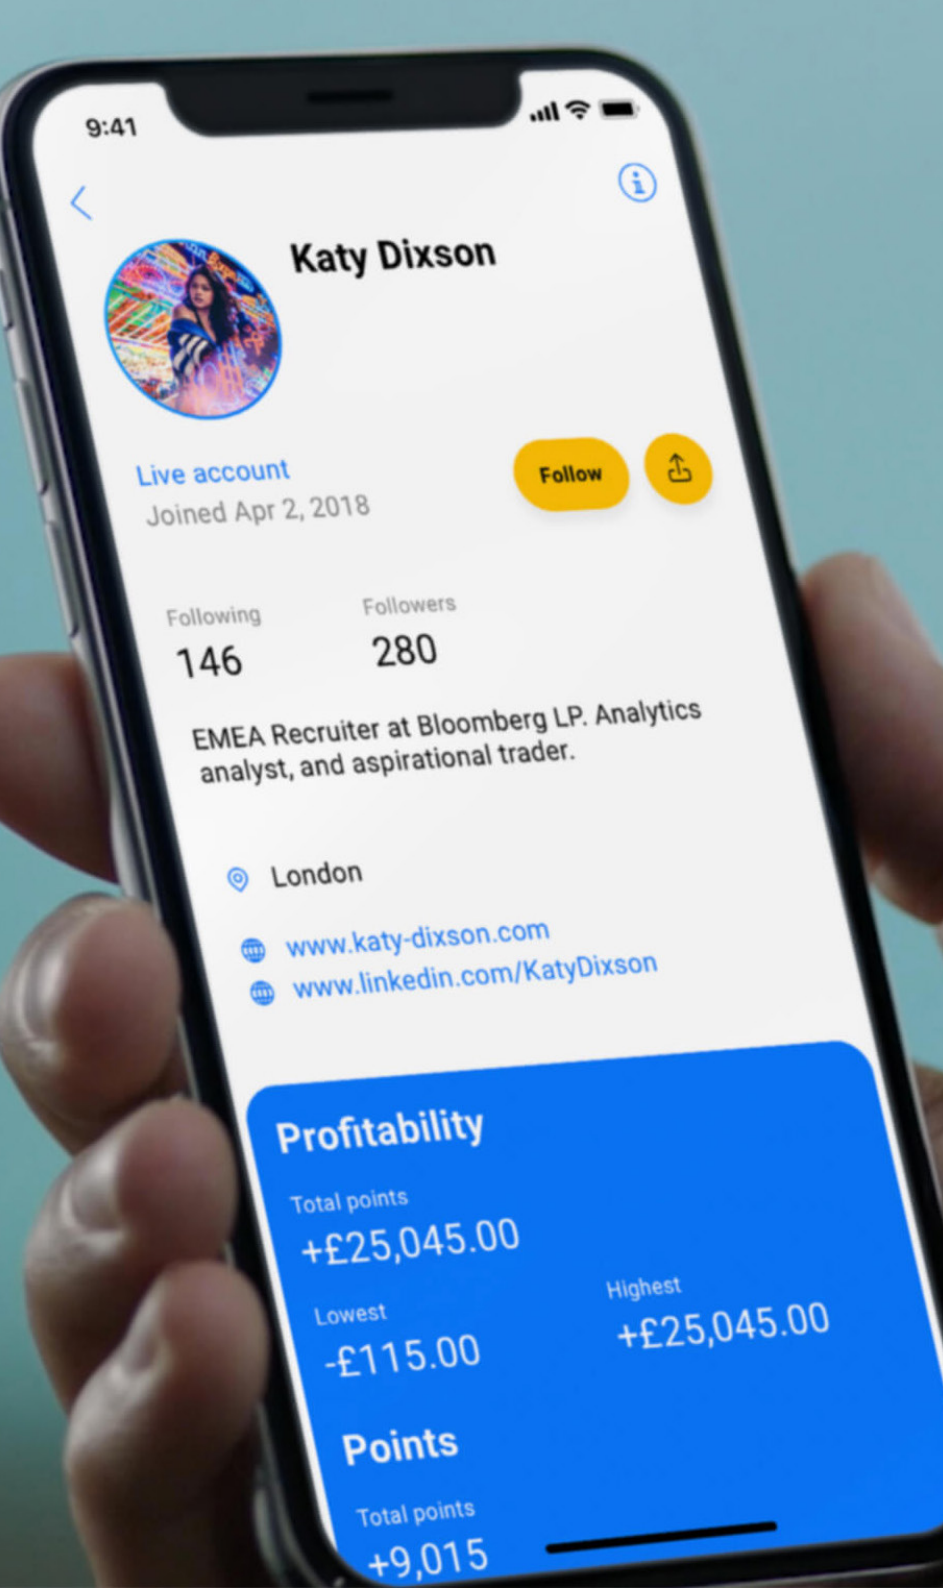 9:41
Katy Dixson
Live account
Joined Apr 2, 2018
Follow
Following
Followers
146
280
EMEA Recruiter at Bloomberg LP. Analytics
analyst, and aspirational trader.
London
www.katy-dixson.com
www.linkedin.com/KatyDixson
Profitability
Total points
+£25,045.00
Lowest
Highest
-£115.00
+£25,045.00
Points
Total points
+9,015